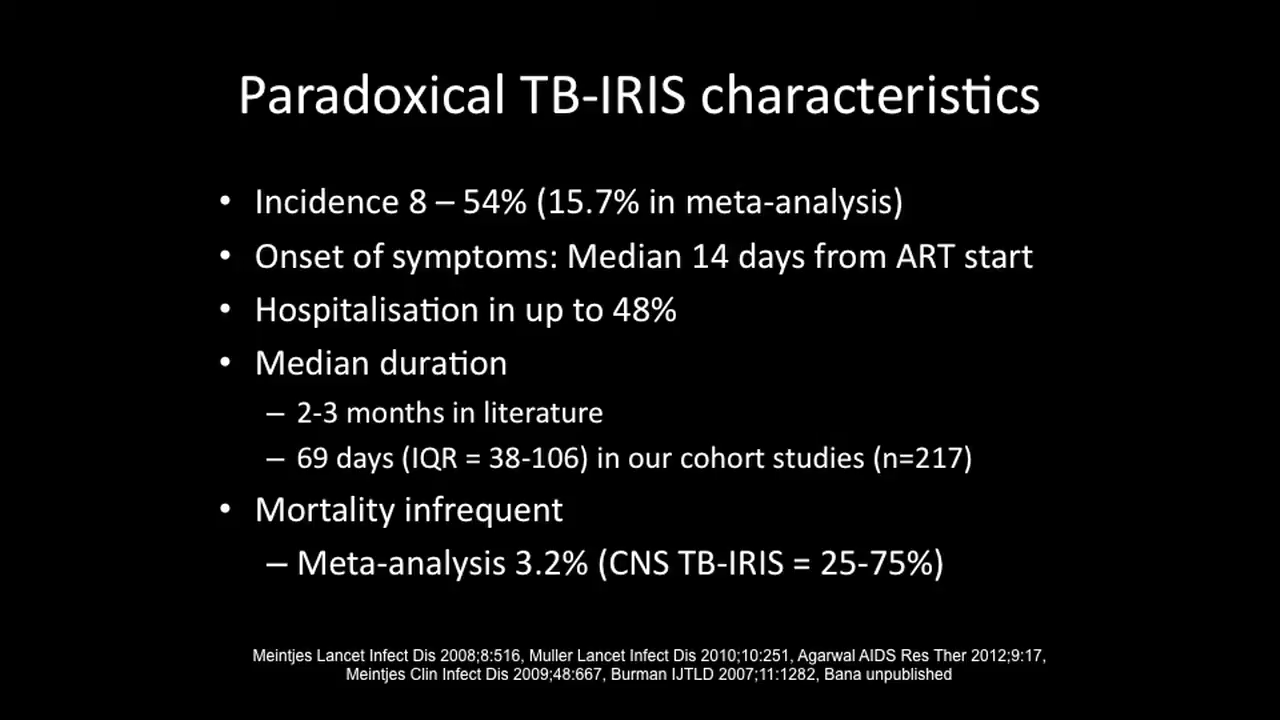 Paradoxical TB-IRIS characteristics
• Incidence 8 – 54% (15.7% in meta-analysis)
• Onset of symptoms: Median 14 days from ART start
• Hospitalisation in up to 48%
• Median duration
– 2-3 months in literature
– 69 days (IQR = 38-106) in our cohort studies (n=217)
• Mortality infrequent
– Meta-analysis 3.2% (CNS TB-IRIS = 25-75%)
Meintjes Lancet Infect Dis 2008;8:516, Muller Lancet Infect Dis 2010;10:251, Agarwal AIDS Res Ther 2012;9:17,
Meintjes Clin Infect Dis 2009;48:667, Burman IJTLD 2007;11:1282, Bana unpublished